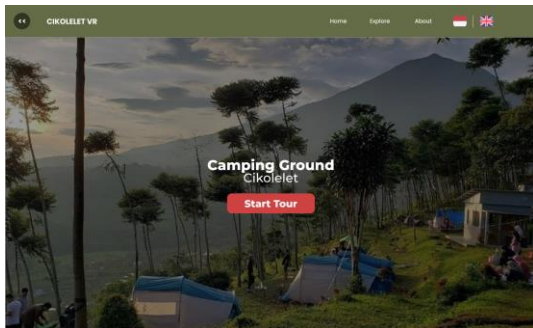 CIKOLELET VR
Home Explore About
Camping Ground
Cikolelet
Start Tour